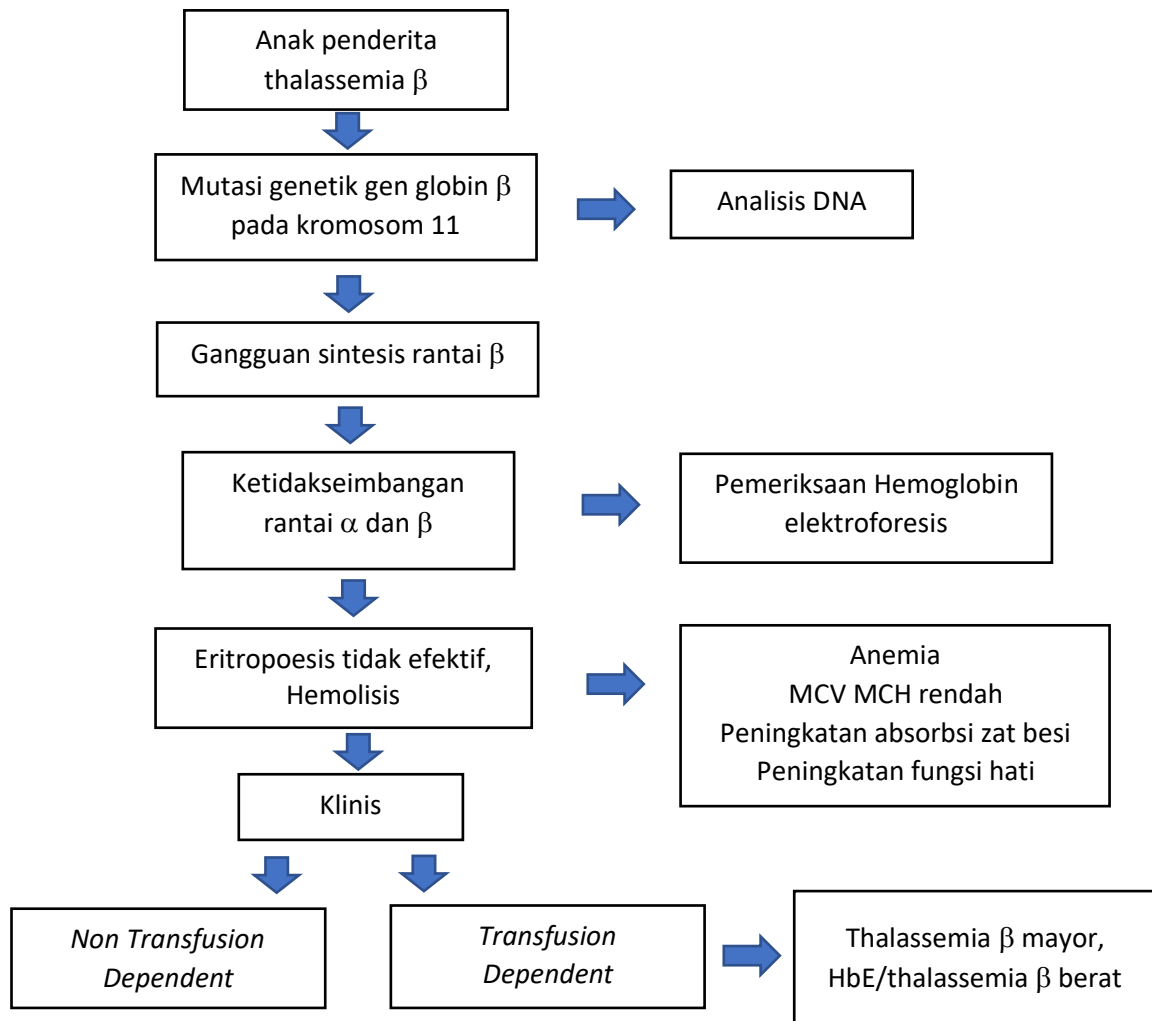 Anak penderita
thalassemia β
Mutasi genetik gen globin β
pada kromosom 11
Analisis DNA
Gangguan sintesis rantai β
Ketidakseimbangan
rantai α dan β
Pemeriksaan Hemoglobin
elektroforesis
Eritropoesis tidak efektif,
Hemolisis
Anemia
MCV MCH rendah
Peningkatan absorbsi zat besi
Peningkatan fungsi hati
Klinis
Non Transfusion
Dependent
Transfusion
Dependent
Thalassemia β mayor,
HbE/thalassemia β berat